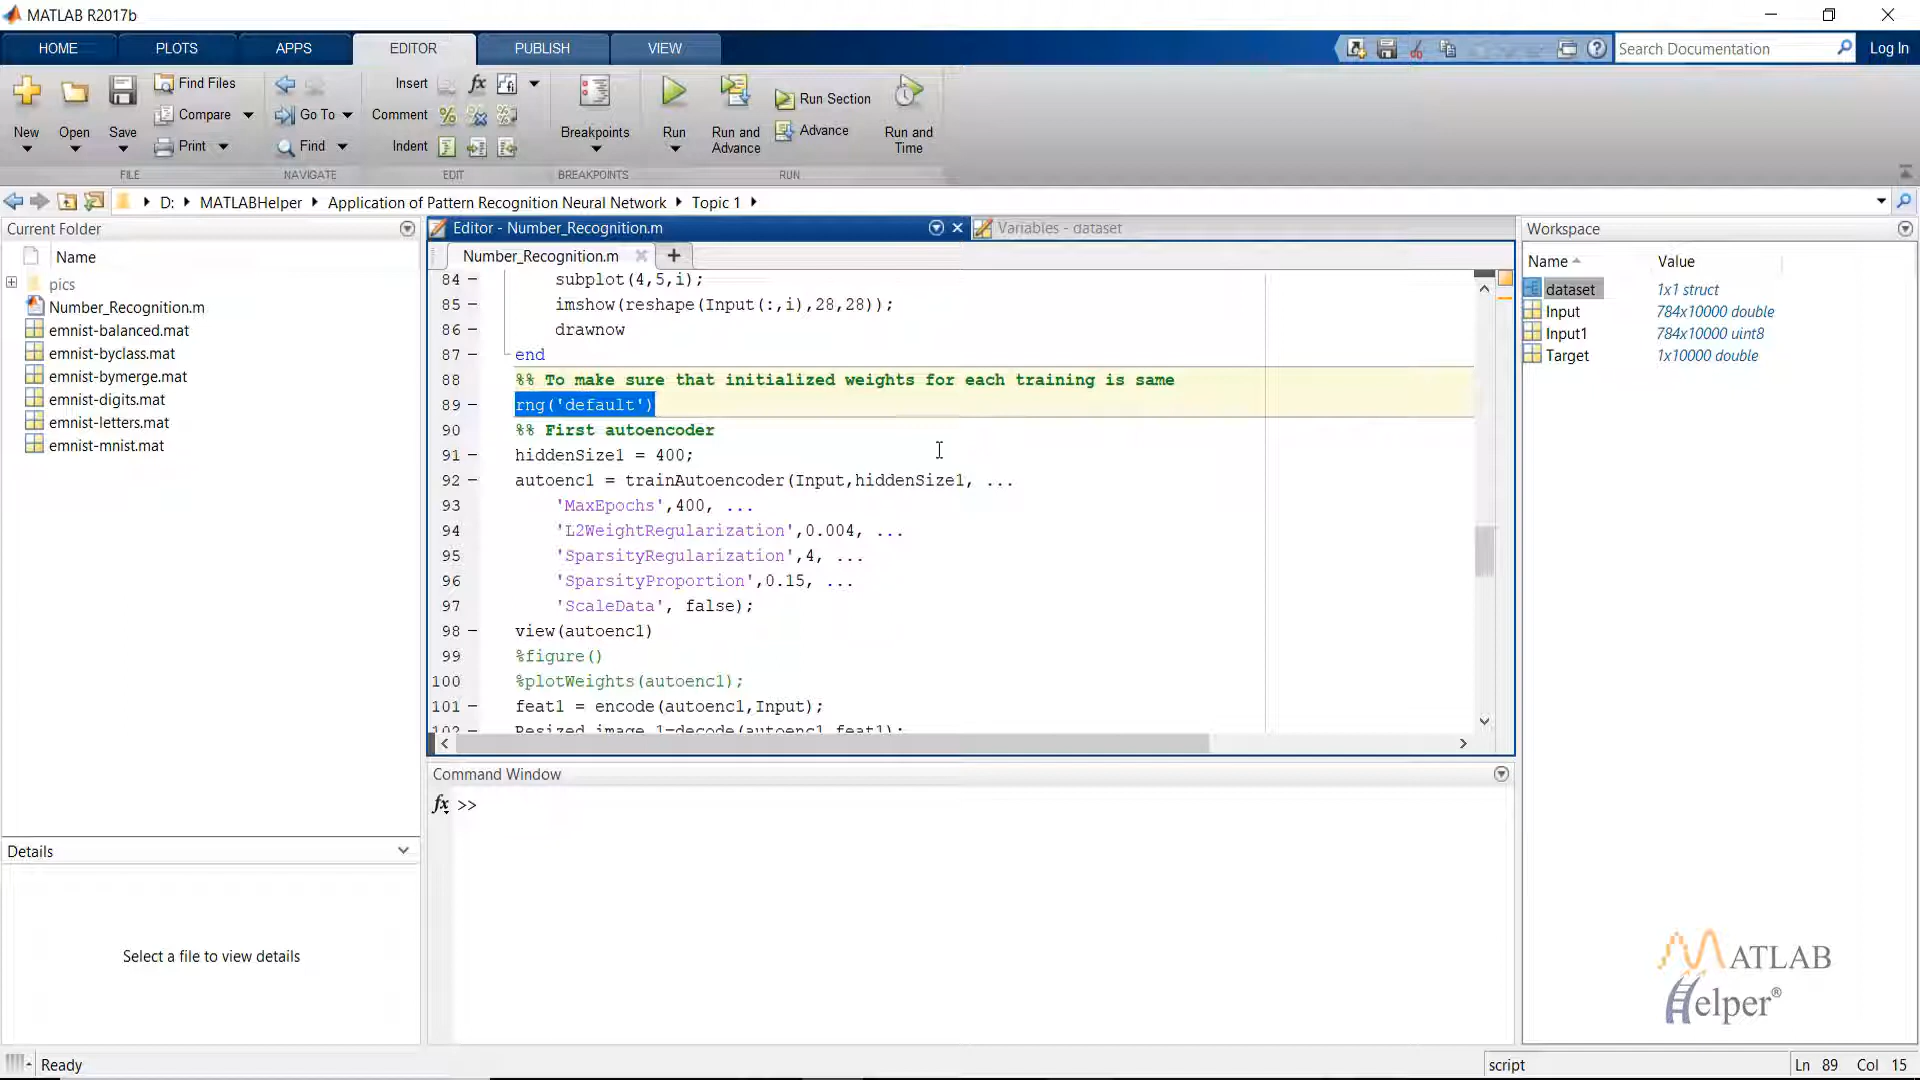 MATLAB R2017b
HOME PLOTS APPS EDITOR PUBLISH VIEW
Search Documentation
Log In
New
Open
Save
Find Files
Compare
Print
FILE
Go To
Find
NAVIGATE
Insert
Comment
Indent
EDIT
Breakpoints
BREAKPOINTS
Run
Run and
Advance
Run Section
Advance
Run and
Time
RUN
D: MATLABHelper Application of Pattern Recognition Neural Network Topic 1
Current Folder
Name
pics
Number_Recognition.m
emnist-balanced.mat
emnist-byclass.mat
emnist-bymerge.mat
emnist-digits.mat
emnist-letters.mat
emnist-mnist.mat
Details
Select a file to view details
Editor - Number_Recognition.m
Variables - dataset
Number_Recognition.m
84 – subplot(4,5,i);
85 – imshow(reshape(Input(:,i),28,28));
86 – drawnow
87 – end
88 %% To make sure that initialized weights for each training is same
89 – rng('default')
90 %% First autoencoder
91 – hiddenSize1 = 400;
92 – autoenc1 = trainAutoencoder(Input,hiddenSize1, ...
93 'MaxEpochs',400, ...
94 'L2WeightRegularization',0.004, ...
95 'SparsityRegularization',4, ...
96 'SparsityProportion',0.15, ...
97 'ScaleData', false);
98 – view(autoenc1)
99 %figure()
100 %plotWeights(autoenc1);
101 – feat1 = encode(autoenc1,Input);
102 – Resized_image_1=decode(autoenc1,feat1);
Command Window
fx >>
Workspace
Name Value
dataset 1x1 struct
Input 784x10000 double
Input1 784x10000 uint8
Target 1x10000 double
MATLAB
Helper®
Ready
script
Ln 89 Col 15